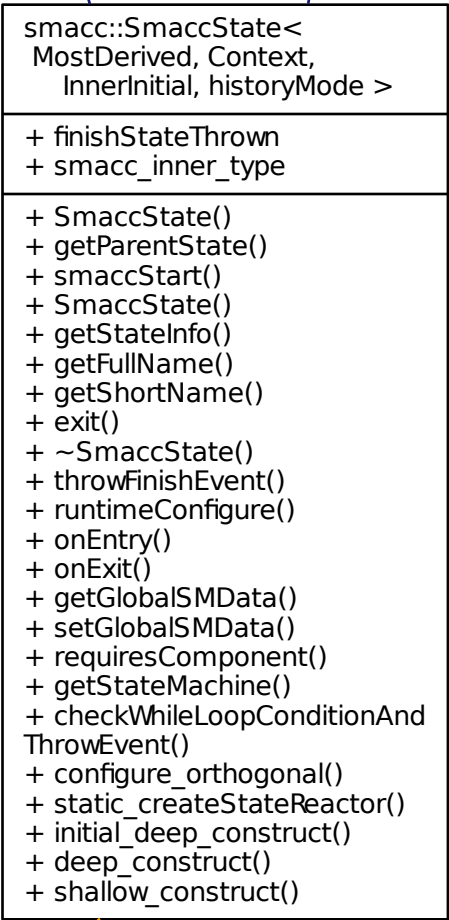 smacc::SmaccState<
MostDerived, Context,
InnerInitial, historyMode >
+ finishStateThrown
+ smacc_inner_type
+ SmaccState()
+ getParentState()
+ smaccStart()
+ SmaccState()
+ getStateInfo()
+ getFullName()
+ getShortName()
+ exit()
+ ~SmaccState()
+ throwFinishEvent()
+ runtimeConfigure()
+ onEntry()
+ onExit()
+ getGlobalSMData()
+ setGlobalSMData()
+ requiresComponent()
+ getStateMachine()
+ checkWhileLoopConditionAnd
ThrowEvent()
+ configure_orthogonal()
+ static_createStateReactor()
+ initial_deep_construct()
+ deep_construct()
+ shallow_construct()